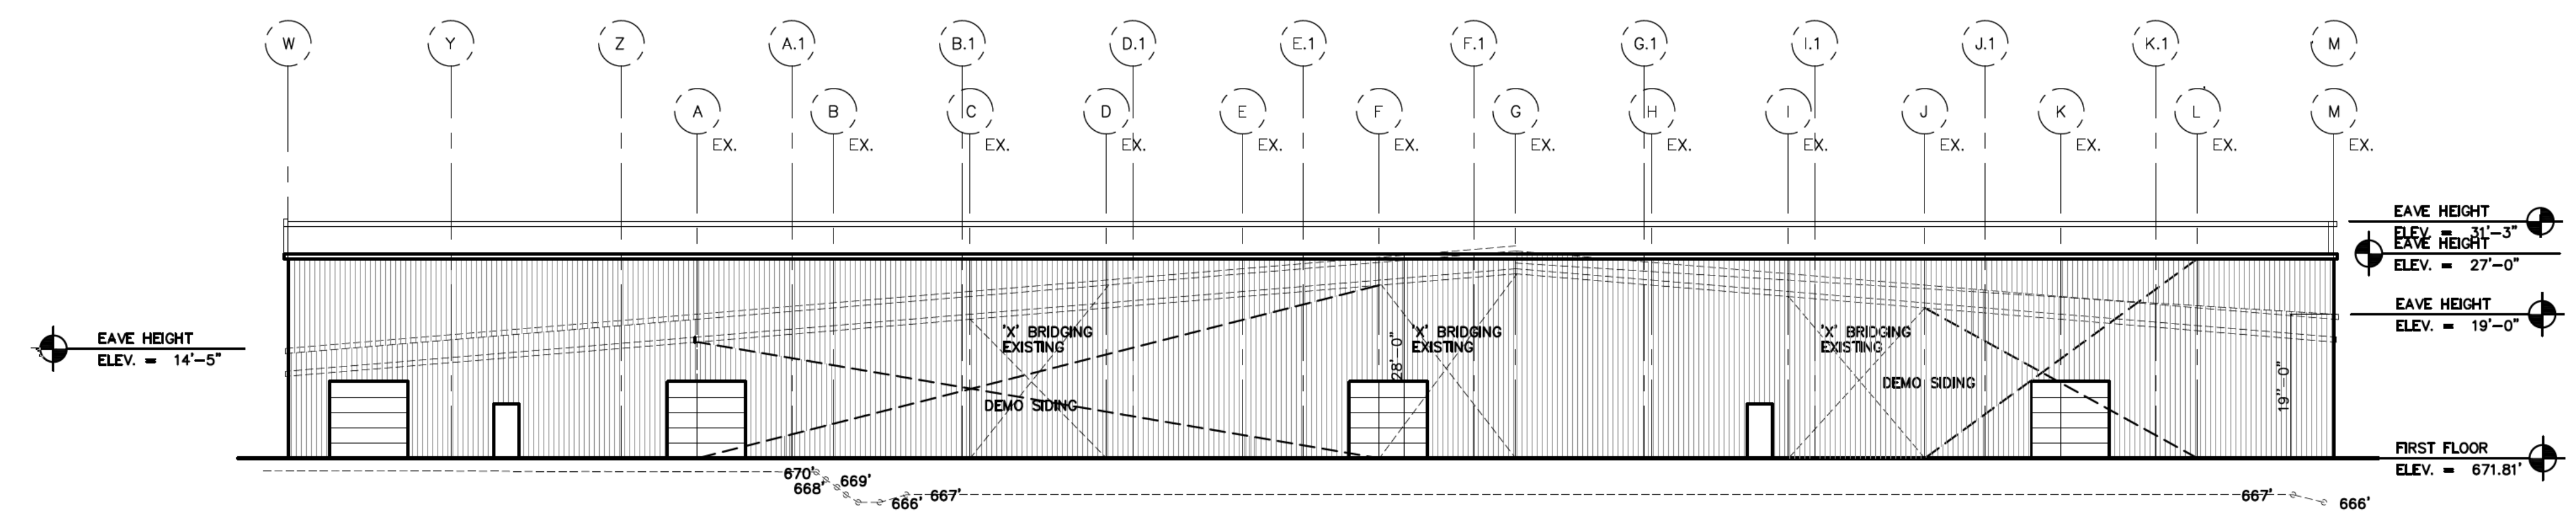 W Y Z A.1 B.1 D.1 E.1 F.1 G.1 I.1 J.1 K.1 M
A B C D E F G H I J K L M
EX. EX. EX. EX. EX. EX. EX. EX. EX. EX. EX. EX. EX.
EAVE HEIGHT
ELEV. = 31'-3"
EAVE HEIGHT
ELEV. = 27'-0"
EAVE HEIGHT
ELEV. = 19'-0"
EAVE HEIGHT
ELEV. = 14'-5"
'X' BRIDGING
EXISTING
'X' BRIDGING
EXISTING
'X' BRIDGING
EXISTING
28'-0"
DEMO SIDING
DEMO SIDING
19'-0"
FIRST FLOOR
ELEV. = 671.81'
670'
669'
668'
667'
666'
667'
666'